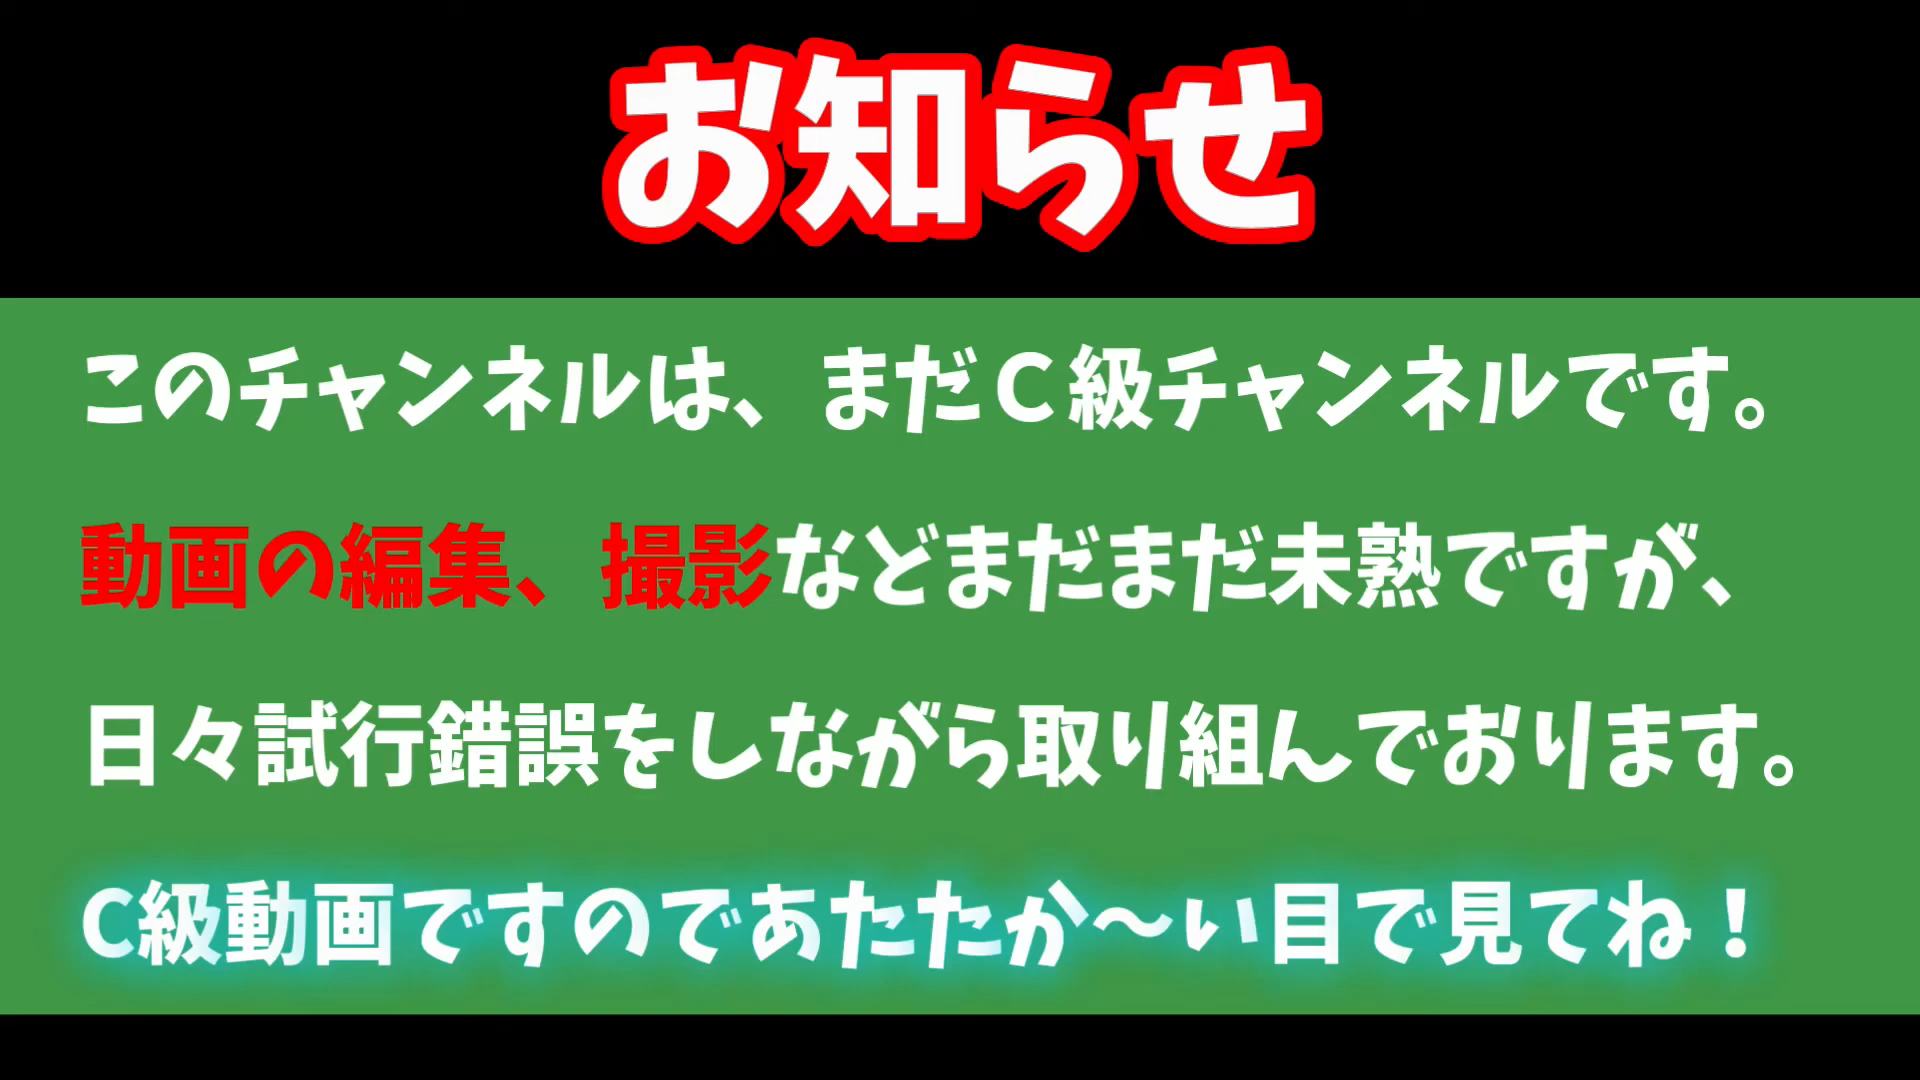 お知らせ
このチャンネルは、まだＣ級チャンネルです。
動画の編集、撮影などまだまだ未熟ですが、
日々試行錯誤をしながら取り組んでおります。
C級動画ですのであたたか～い目で見てね！